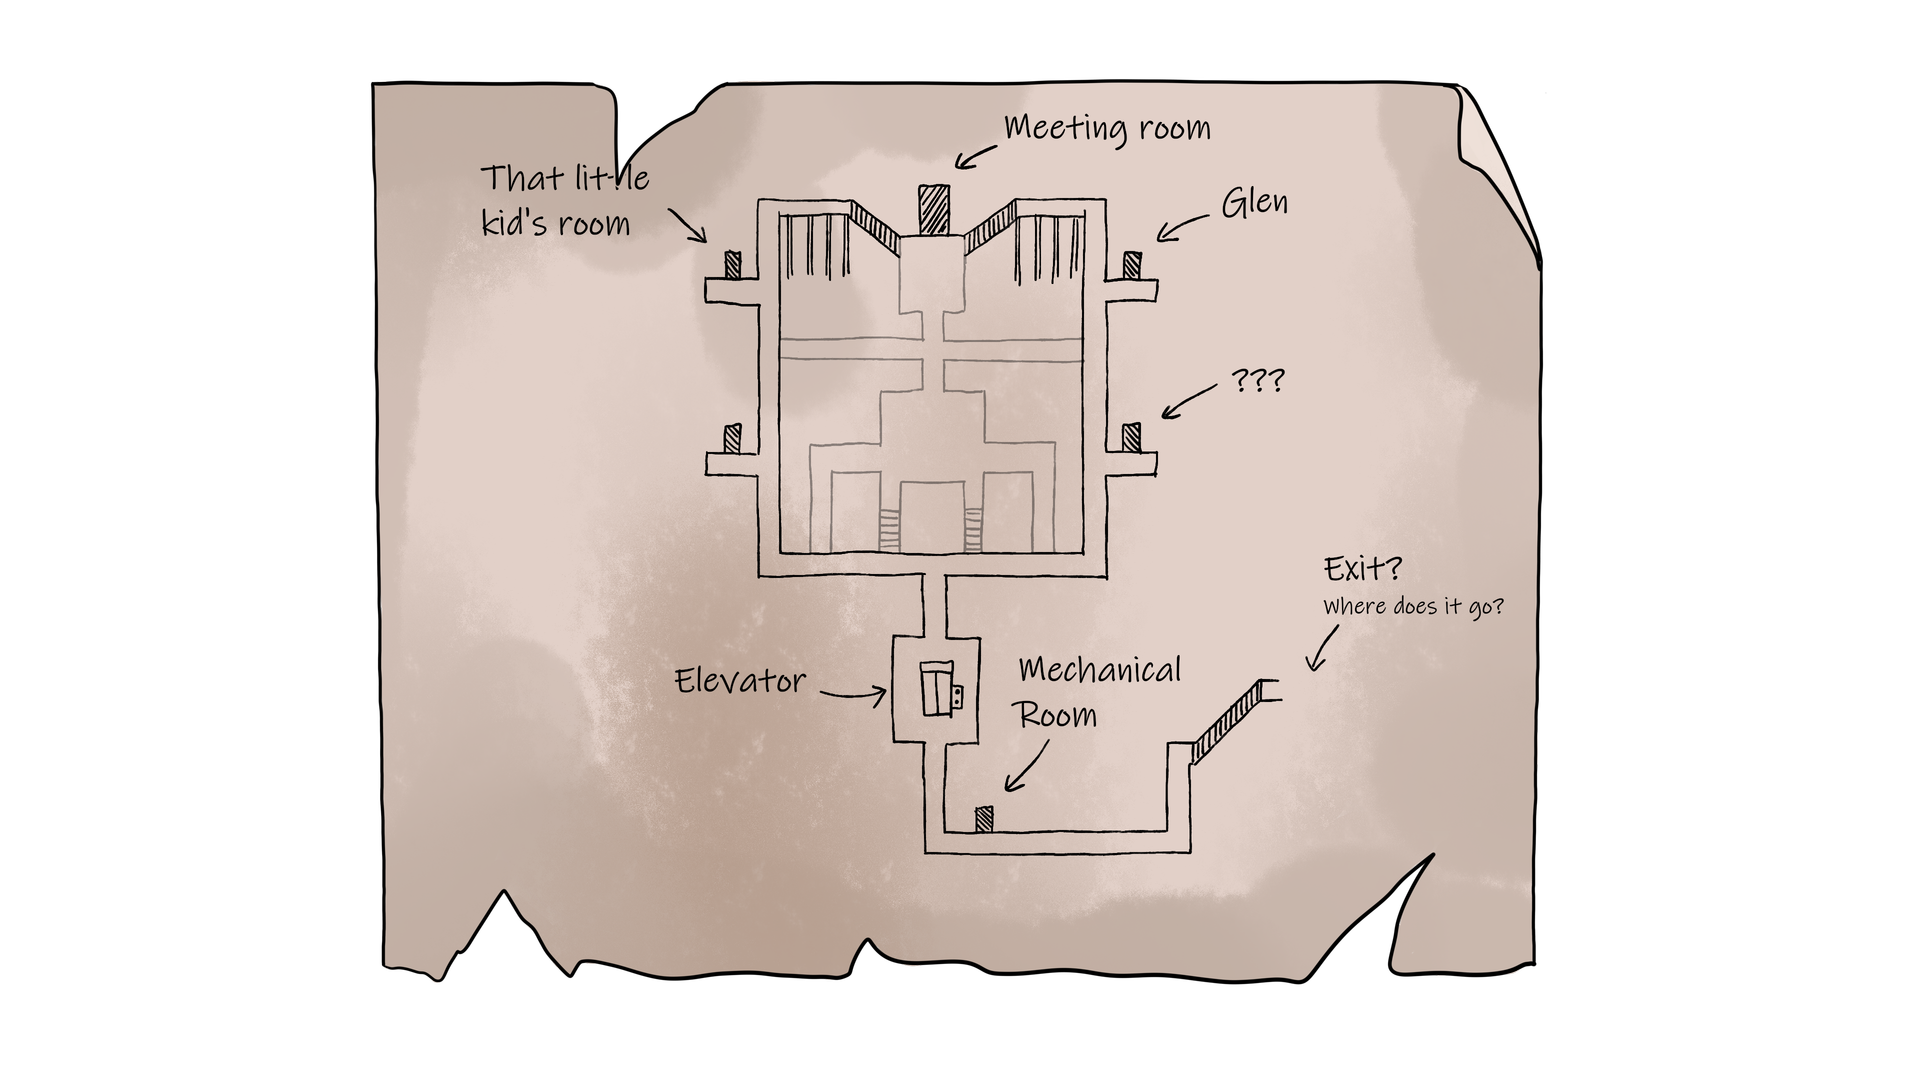 Meeting room
That little
kid's room
Glen
???
Exit?
Where does it go?
Elevator
Mechanical
Room